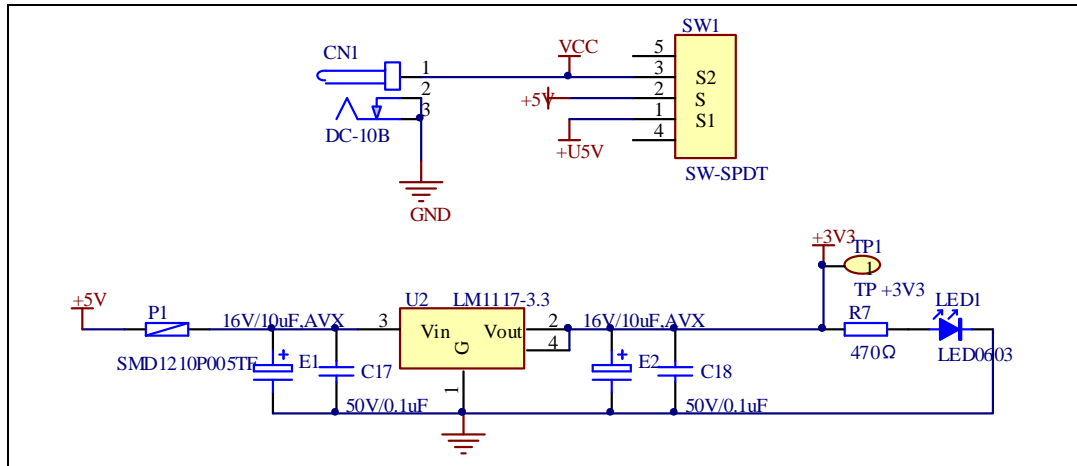 SW1
VCC
5
CN1
1
3
S2
2
+5V
2
S
3
1
S1
DC-10B
4
+U5V
SW-SPDT
GND
+3V3
TP1
1
+5V
TP +3V3
P1
U2
LM1117-3.3
R7
LED1
16V/10uF,AVX
3
Vin
Vout
2
16V/10uF,AVX
4
G
470Ω
LED0603
SMD1210P005TF
E1
C17
E2
C18
1
50V/0.1uF
50V/0.1uF